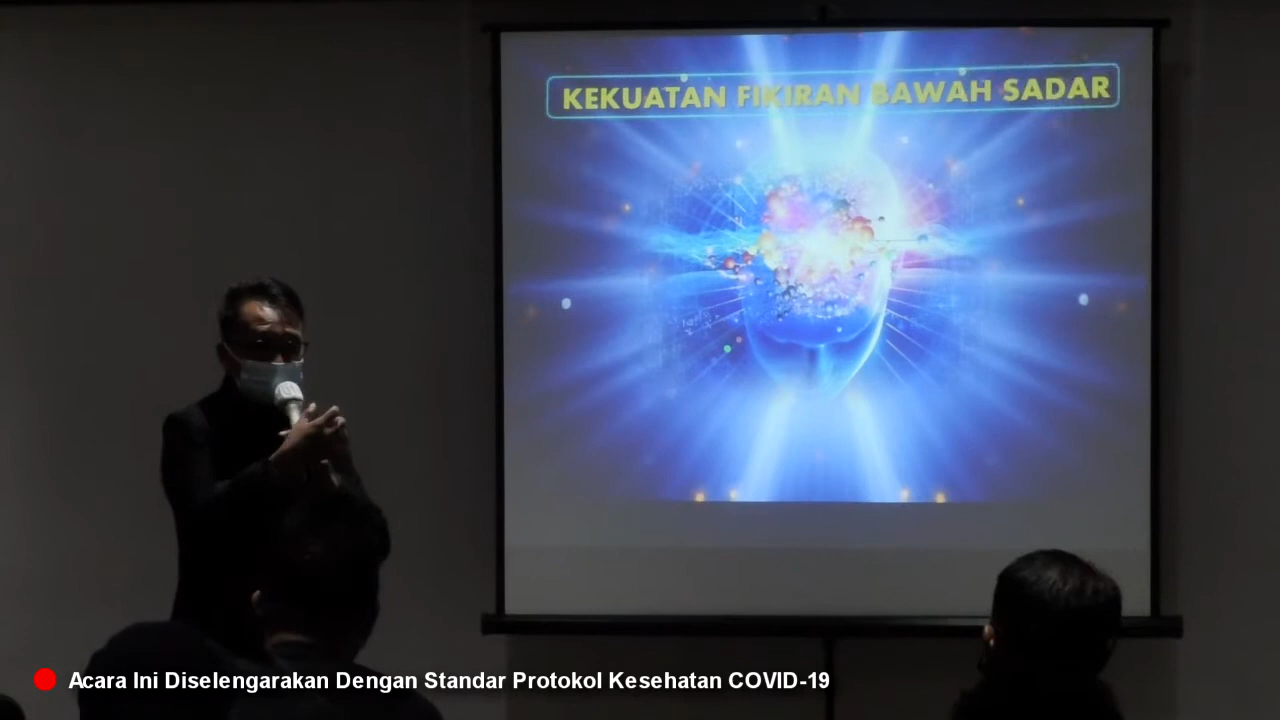 KEKUATAN FIKIRAN BAWAH SADAR
Acara Ini Diselengarakan Dengan Standar Protokol Kesehatan COVID-19